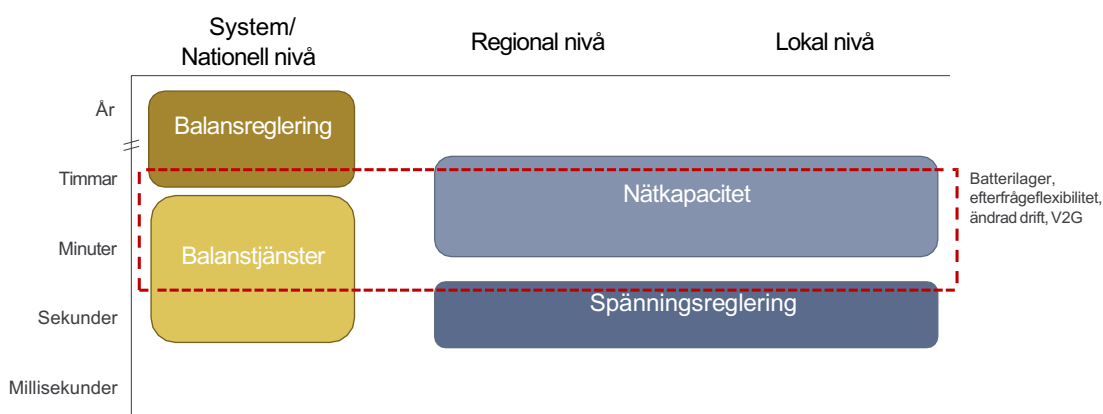 System/
Nationell nivå
Regional nivå
Lokal nivå
År
Timmar
Minuter
Sekunder
Millisekunder
Balansreglering
Balanstjänster
Nätkapacitet
Spänningsreglering
Batterilager,
efterfrågeflexibilitet,
ändrad drift, V2G